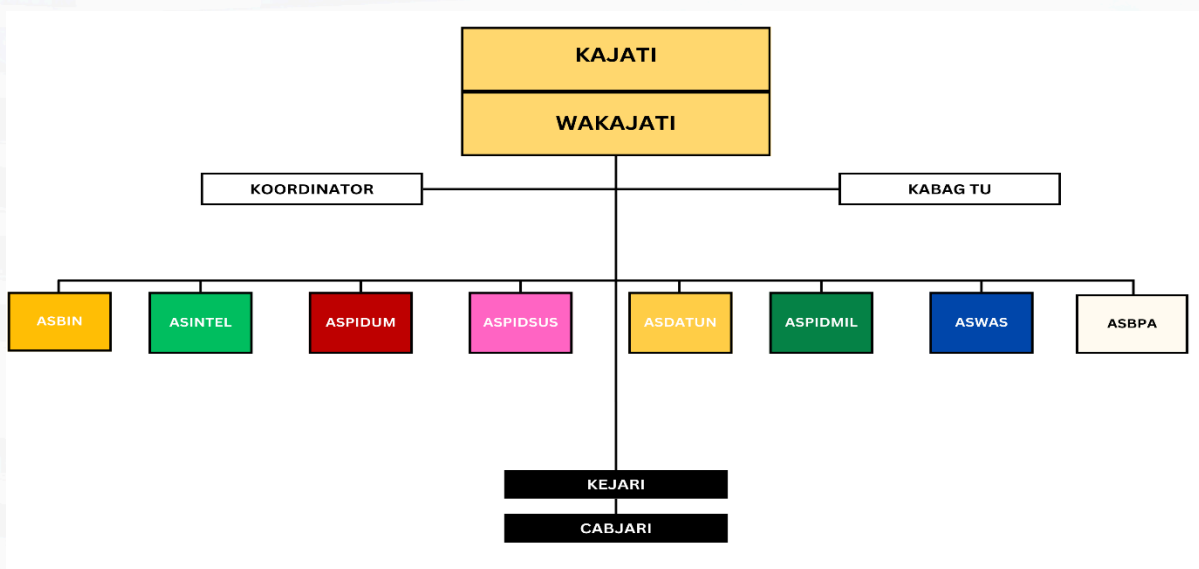 KAJATI
WAKAJATI
KOORDINATOR
KABAG TU
ASBIN
ASINTEL
ASPIDUM
ASPIDSUS
ASDATUN
ASPIDMIL
ASWAS
ASBPA
KEJARI
CABJARI